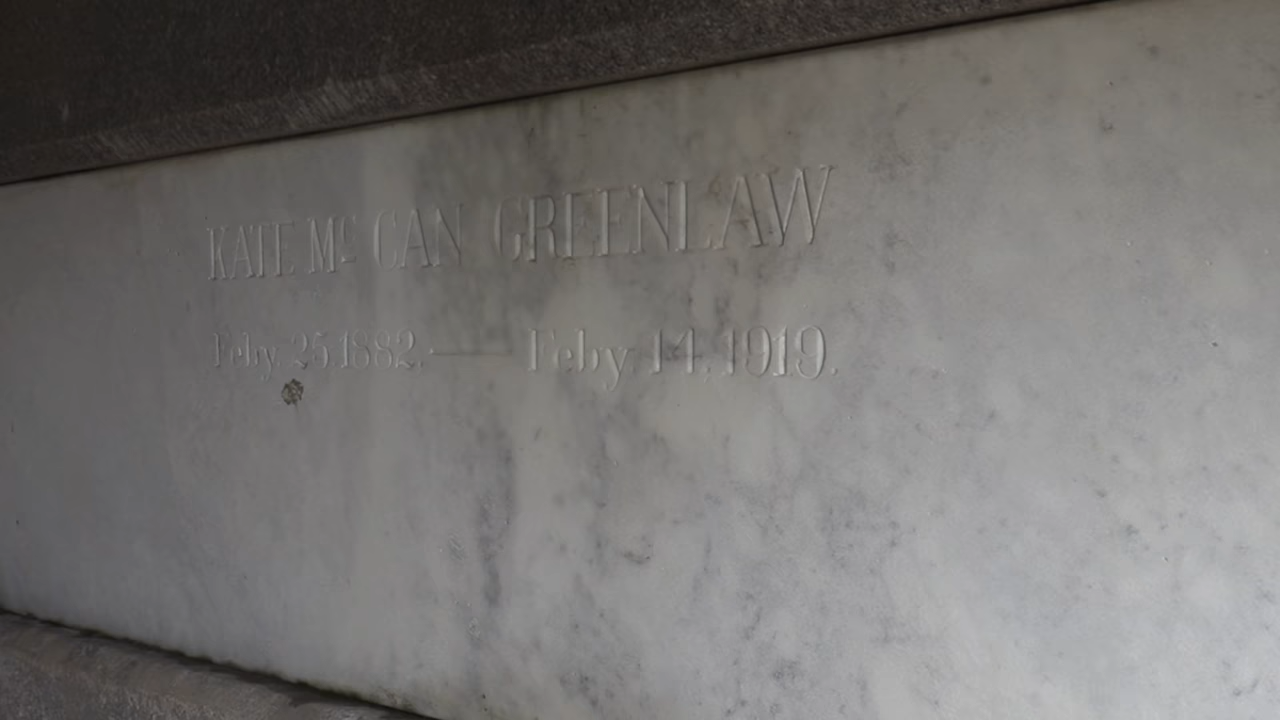 KATE Mc CAN GREENLAW
Feby. 25.1882. — Feby. 14. 1919.